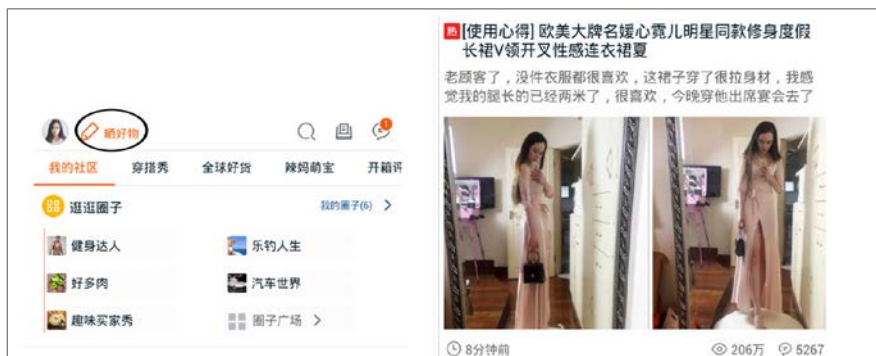 晒好物
1
我的社区 穿搭秀 全球好货 辣妈萌宝 开箱评
逛逛圈子 我的圈子(6) >
健身达人 乐钓人生
好多肉 汽车世界
趣味买家秀 圈子广场 >
热 [使用心得] 欧美大牌名媛心霓儿明星同款修身度假
长裙V领开叉性感连衣裙夏
老顾客了，没件衣服都很喜欢，这裙子穿了很拉身材，我感
觉我的腿长的已经两米了，很喜欢，今晚穿他出席宴会去了
8分钟前 206万 5267